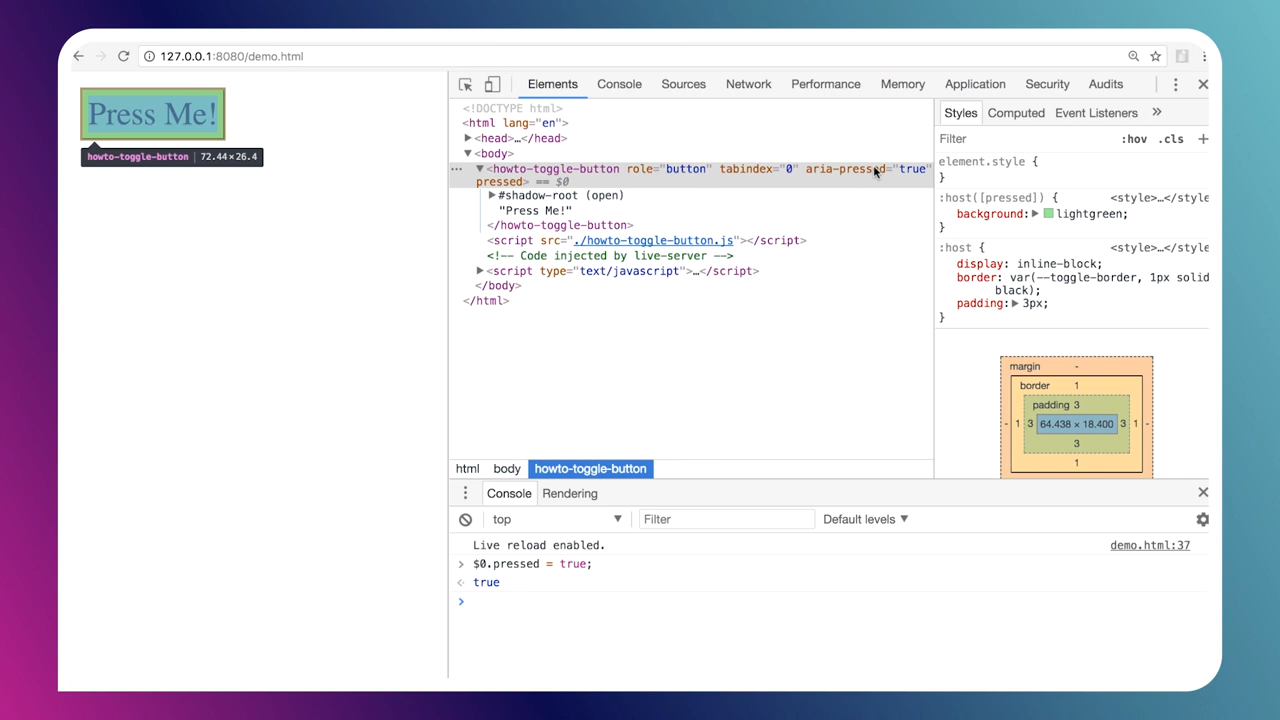 127.0.0.1:8080/demo.html
Press Me!
howto-toggle-button 72.44×26.4
Elements Console Sources Network Performance Memory Application Security Audits
<!DOCTYPE html>
<html lang="en">
<head>…</head>
<body>
<howto-toggle-button role="button" tabindex="0" aria-pressed="true"
pressed> == $0
#shadow-root (open)
"Press Me!"
</howto-toggle-button>
<script src="./howto-toggle-button.js"></script>
<!-- Code injected by live-server -->
<script type="text/javascript">…</script>
</body>
</html>
html body howto-toggle-button
Styles Computed Event Listeners »
Filter :hov .cls +
element.style {
}
:host([pressed]) { <style>…</style
background: lightgreen;
}
:host { <style>…</style
display: inline-block;
border: var(--toggle-border, 1px solid
black);
padding: 3px;
}
margin -
border 1
padding 3
- 1 3 64.438 × 18.400 3 1 -
3
1
Console Rendering
top Filter Default levels
Live reload enabled. demo.html:37
> $0.pressed = true;
< true
>